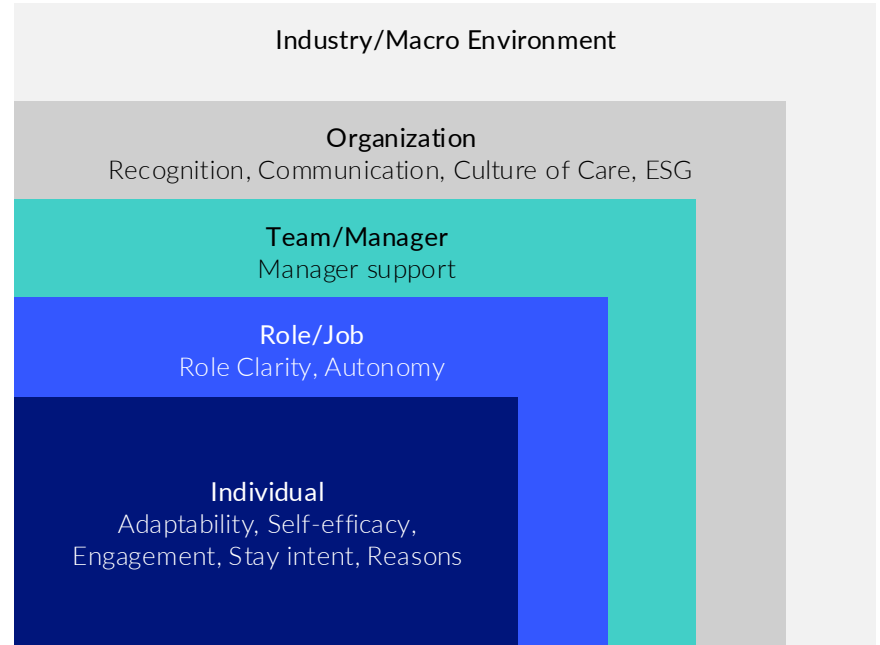 Industry/Macro Environment
Organization
Recognition, Communication, Culture of Care, ESG
Team/Manager
Manager support
Role/Job
Role Clarity, Autonomy
Individual
Adaptability, Self-efficacy,
Engagement, Stay intent, Reasons